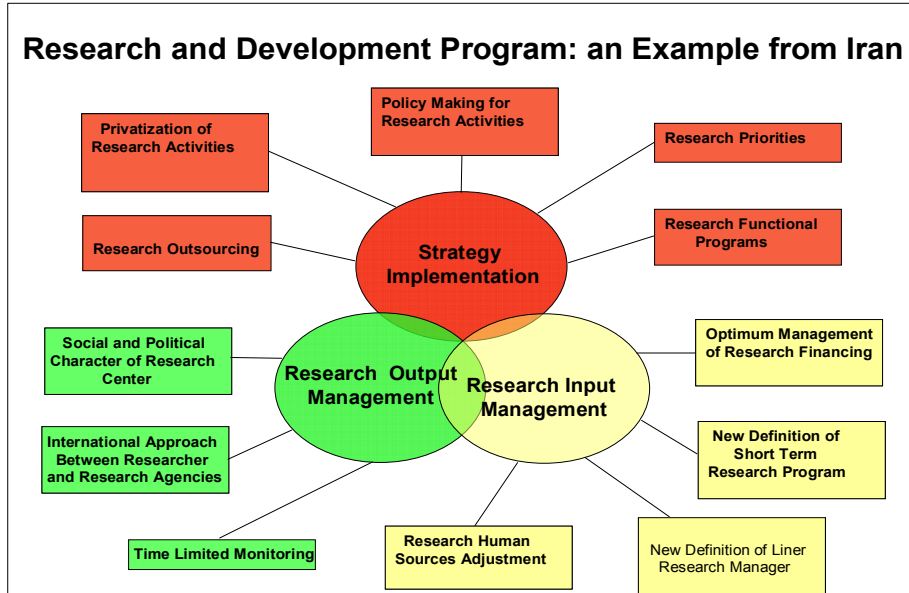 Research and Development Program: an Example from Iran
Policy Making for
Research Activities
Privatization of
Research Activities
Research Priorities
Research Outsourcing
Research Functional
Programs
Strategy
Implementation
Social and Political
Character of Research
Center
Optimum Management
of Research Financing
Research Output
Management
Research Input
Management
International Approach
Between Researcher
and Research Agencies
New Definition of
Short Term
Research Program
Time Limited Monitoring
Research Human
Sources Adjustment
New Definition of Liner
Research Manager